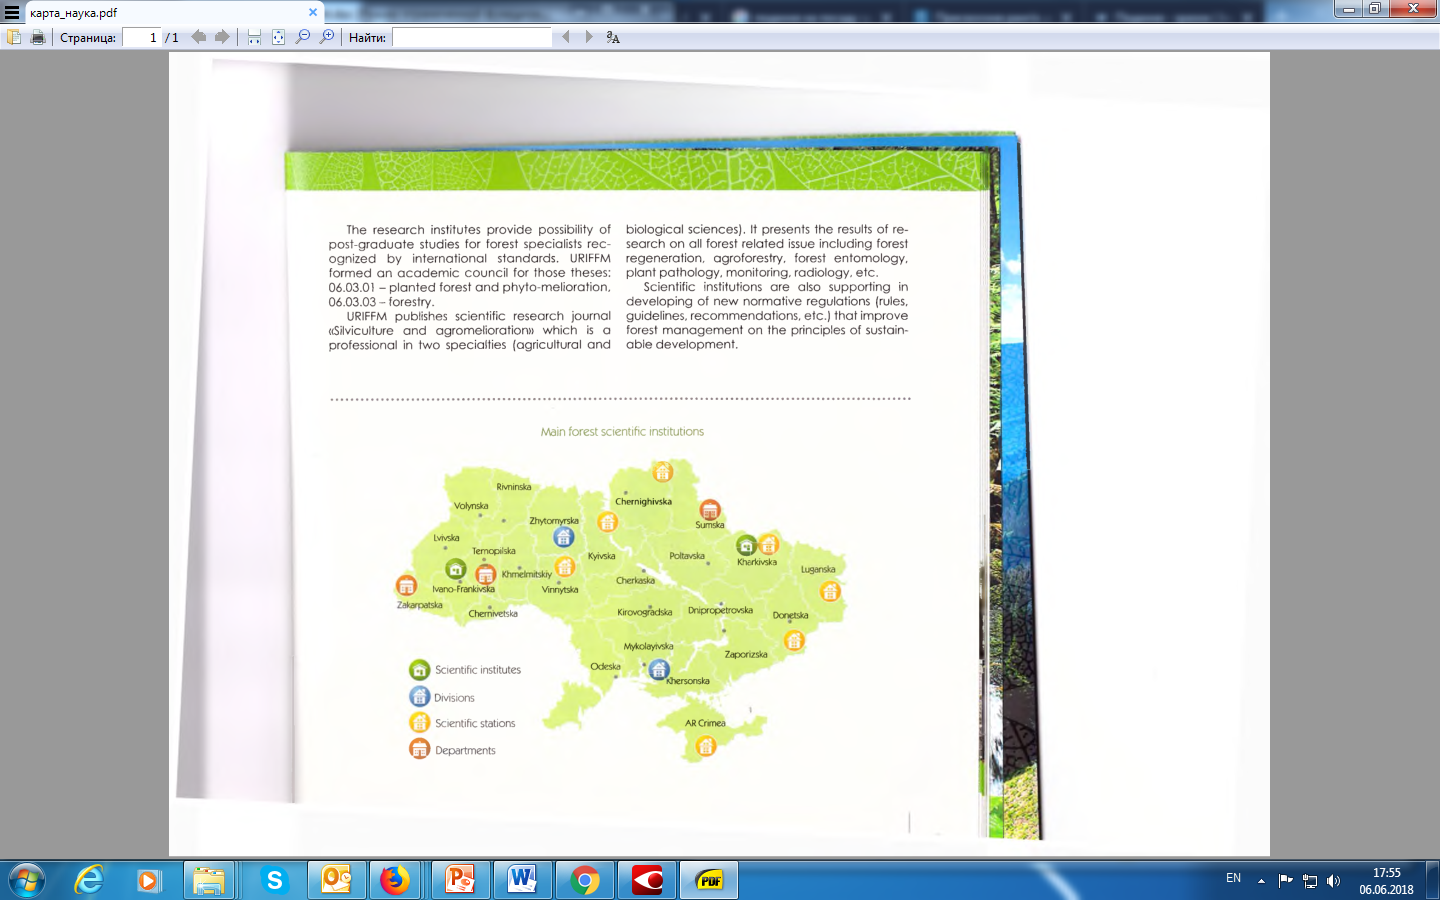 карта_наука.pdf
Страница: 1 / 1 Найти:
The research institutes provide possibility of
post-graduate studies for forest specialists rec-
ognized by international standards. URIFFM
formed an academic council for those theses:
06.03.01 – planted forest and phyto-melioration,
06.03.03 – forestry.
URIFFM publishes scientific research journal
«Silviculture and agromelioration» which is a
professional in two specialties (agricultural and
biological sciences). It presents the results of re-
search on all forest related issue including forest
regeneration, agroforestry, forest entomology,
plant pathology, monitoring, radiology, etc.
Scientific institutions are also supporting in
developing of new normative regulations (rules,
guidelines, recommendations, etc.) that improve
forest management on the principles of sustain-
able development.
Main forest scientific institutions
Rivninska
Volynska
Chernighivska
Zhytomyrska
Sumska
Lvivska
Ternopilska
Kyivska
Poltavska
Kharkivska
Luganska
Khmelmitskiy
Cherkaska
Ivano-Frankivska
Vinnytska
Zakarpatska
Chernivetska
Kirovogradska
Dnipropetrovska
Donetska
Mykolayivska
Zaporizska
Odeska
Khersonska
AR Crimea
Scientific institutes
Divisions
Scientific stations
Departments
PDF
EN
17:55
06.06.2018